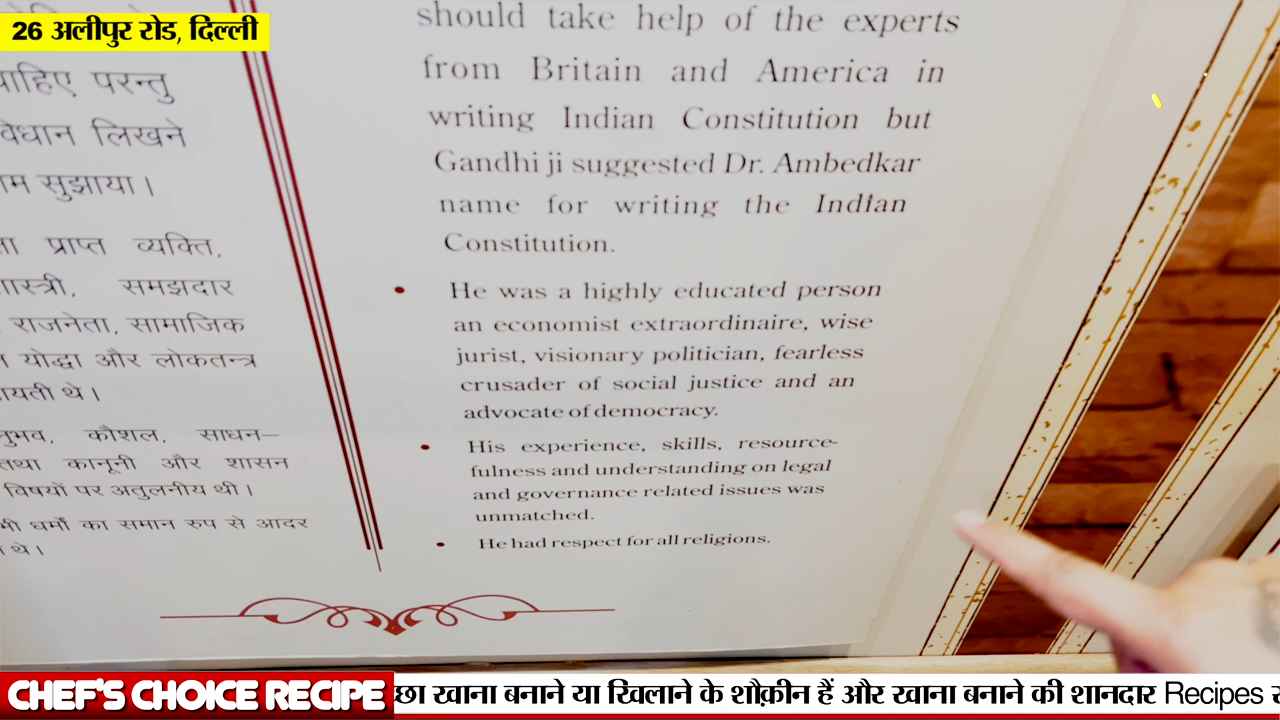 26 अलीपुर रोड, दिल्ली
चाहिए परन्तु
लिखने
सुझाया।
प्राप्त व्यक्ति,
समझदार
राजनेता, सामाजिक
योद्धा और लोकतन्त्र
थे।
कौशल, साधन–
तथा कानूनी और शासन
विषयों पर अतुलनीय थी।
धर्मों का समान रुप से आदर
थे।
should take help of the experts
from Britain and America in
writing Indian Constitution but
Gandhi ji suggested Dr. Ambedkar
name for writing the Indian
Constitution.
• He was a highly educated person
an economist extraordinaire, wise
jurist, visionary politician, fearless
crusader of social justice and an
advocate of democracy.
• His experience, skills, resource-
fulness and understanding on legal
and governance related issues was
unmatched.
• He had respect for all religions.
CHEF'S CHOICE RECIPE
खाना बनाने या खिलाने के शौक़ीन हैं और खाना बनाने की शानदार Recipes